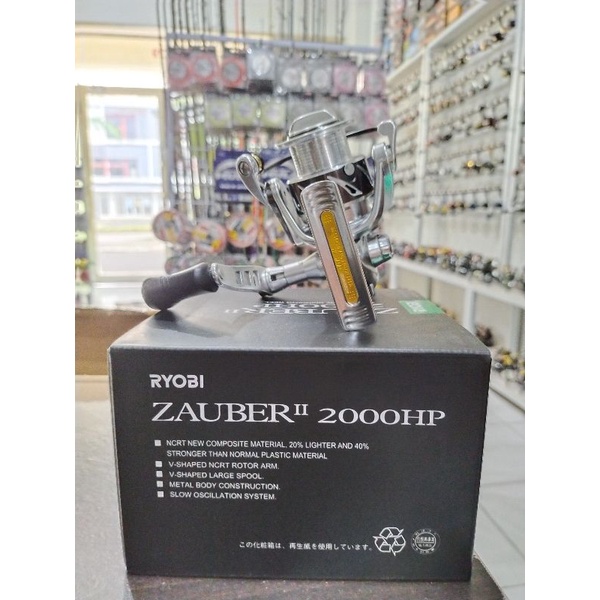 RYOBI
ZAUBER II 2000HP
NCRT NEW COMPOSITE MATERIAL. 20% LIGHTER AND 40%
STRONGER THAN NORMAL PLASTIC MATERIAL
V-SHAPED NCRT ROTOR ARM.
V-SHAPED LARGE SPOOL.
METAL BODY CONSTRUCTION.
SLOW OSCILLATION SYSTEM.
この化粧箱は、再生紙を使用しています。